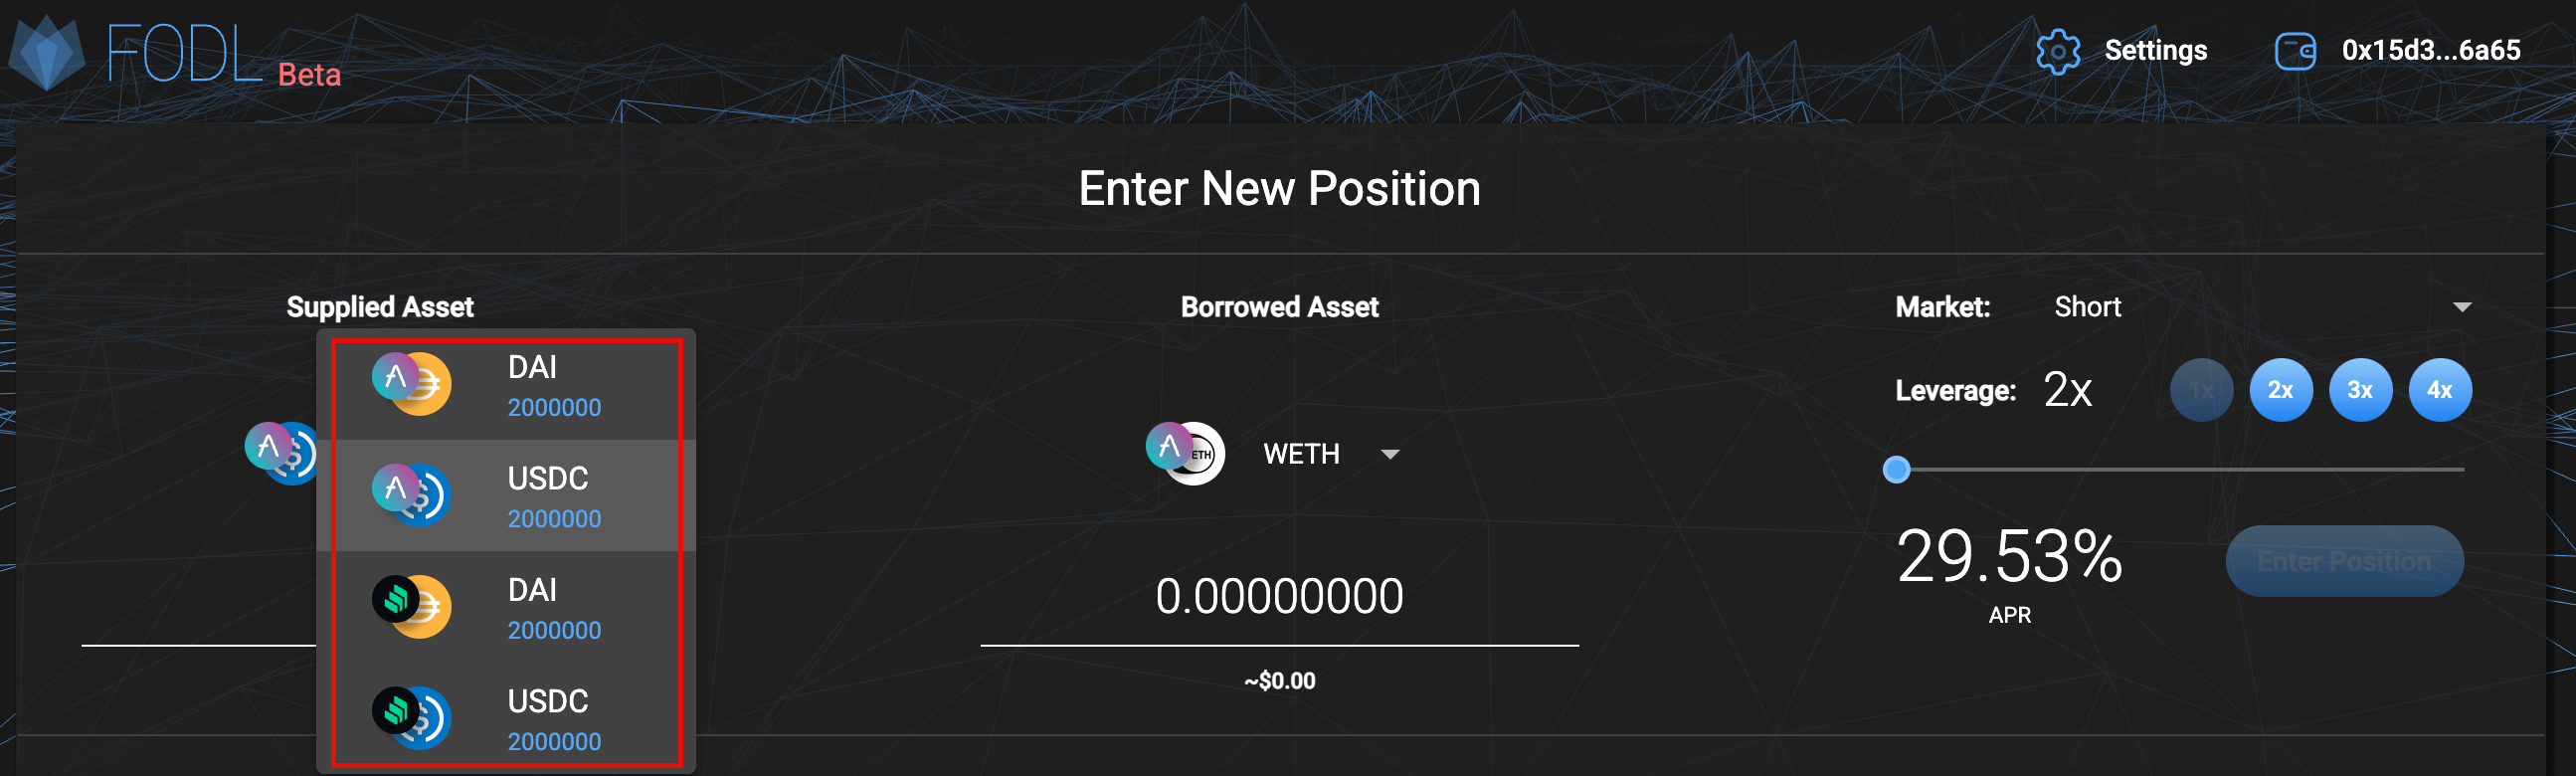 FODL Beta
Settings
0x15d3...6a65
Enter New Position
Supplied Asset
DAI
2000000
USDC
2000000
DAI
2000000
USDC
2000000
Borrowed Asset
WETH
0.00000000
~$0.00
Market: Short
Leverage: 2x 1x 2x 3x 4x
29.53%
APR
Enter Position